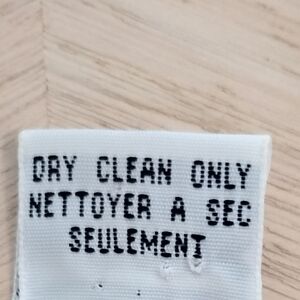 DRY CLEAN ONLY
NETTOYER A SEC
SEULEMENT